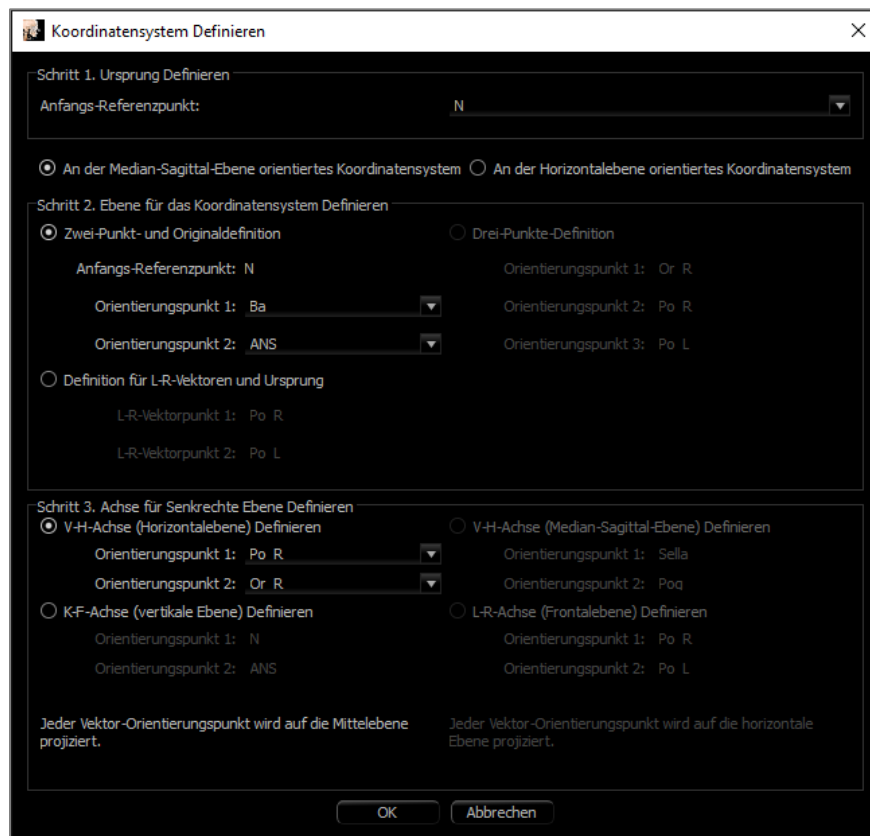 Koordinatensystem Definieren
Schritt 1. Ursprung Definieren
Anfangs-Referenzpunkt: N
An der Median-Sagittal-Ebene orientiertes Koordinatensystem An der Horizontalebene orientiertes Koordinatensystem
Schritt 2. Ebene für das Koordinatensystem Definieren
Zwei-Punkt- und Originaldefinition Drei-Punkte-Definition
Anfangs-Referenzpunkt: N Orientierungspunkt 1: Or R
Orientierungspunkt 1: Ba Orientierungspunkt 2: Po R
Orientierungspunkt 2: ANS Orientierungspunkt 3: Po L
Definition für L-R-Vektoren und Ursprung
L-R-Vektorpunkt 1: Po R
L-R-Vektorpunkt 2: Po L
Schritt 3. Achse für Senkrechte Ebene Definieren
V-H-Achse (Horizontalebene) Definieren V-H-Achse (Median-Sagittal-Ebene) Definieren
Orientierungspunkt 1: Po R Orientierungspunkt 1: Sella
Orientierungspunkt 2: Or R Orientierungspunkt 2: Pog
K-F-Achse (vertikale Ebene) Definieren L-R-Achse (Frontalebene) Definieren
Orientierungspunkt 1: N Orientierungspunkt 1: Po R
Orientierungspunkt 2: ANS Orientierungspunkt 2: Po L
Jeder Vektor-Orientierungspunkt wird auf die Mittelebene Jeder Vektor-Orientierungspunkt wird auf die horizontale
projiziert. Ebene projiziert.
OK Abbrechen